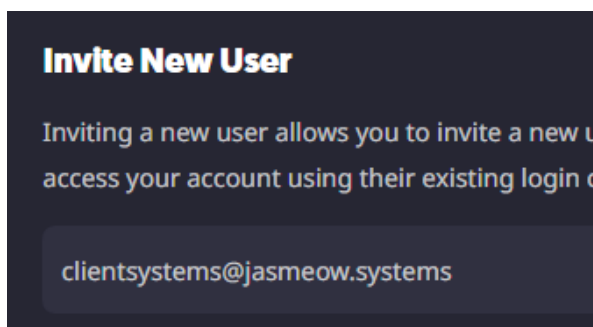 Invite New User
Inviting a new user allows you to invite a new
access your account using their existing login
clientsystems@jasmeow.systems